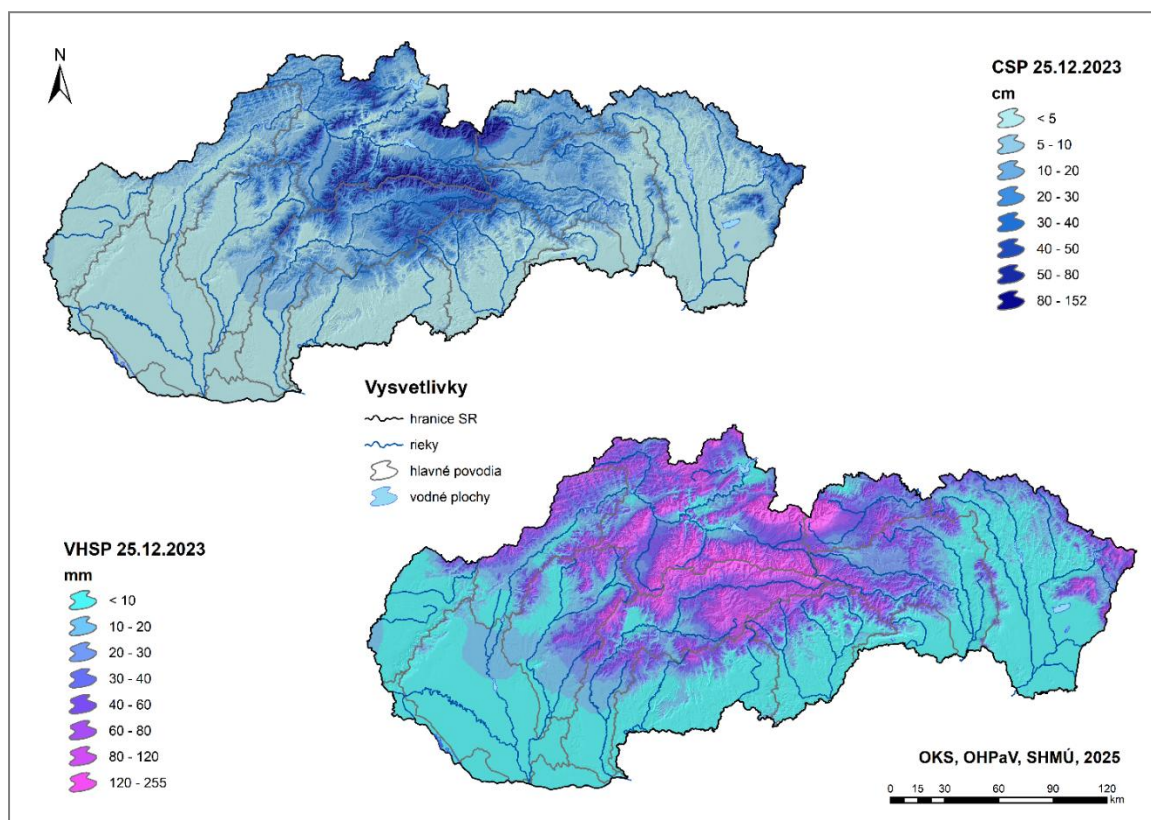 N
CSP 25.12.2023
cm
< 5
5 - 10
10 - 20
20 - 30
30 - 40
40 - 50
50 - 80
80 - 152
Vysvetlivky
hranice SR
rieky
hlavné povodia
vodné plochy
VHSP 25.12.2023
mm
< 10
10 - 20
20 - 30
30 - 40
40 - 60
60 - 80
80 - 120
120 - 255
OKS, OHPaV, SHMÚ, 2025
0 15 30 60 90 120
km